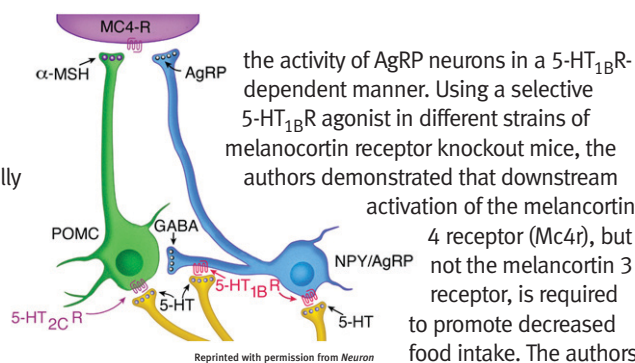 MC4-R
α-MSH
AgRP
POMC
GABA
NPY/AgRP
5-HT1B R
5-HT2C R
5-HT
5-HT
Reprinted with permission from Neuron
lly
the activity of AgRP neurons in a 5-HT1BR-
dependent manner. Using a selective
5-HT1BR agonist in different strains of
melanocortin receptor knockout mice, the
authors demonstrated that downstream
activation of the melancortin
4 receptor (Mc4r), but
not the melancortin 3
receptor, is required
to promote decreased
food intake. The authors